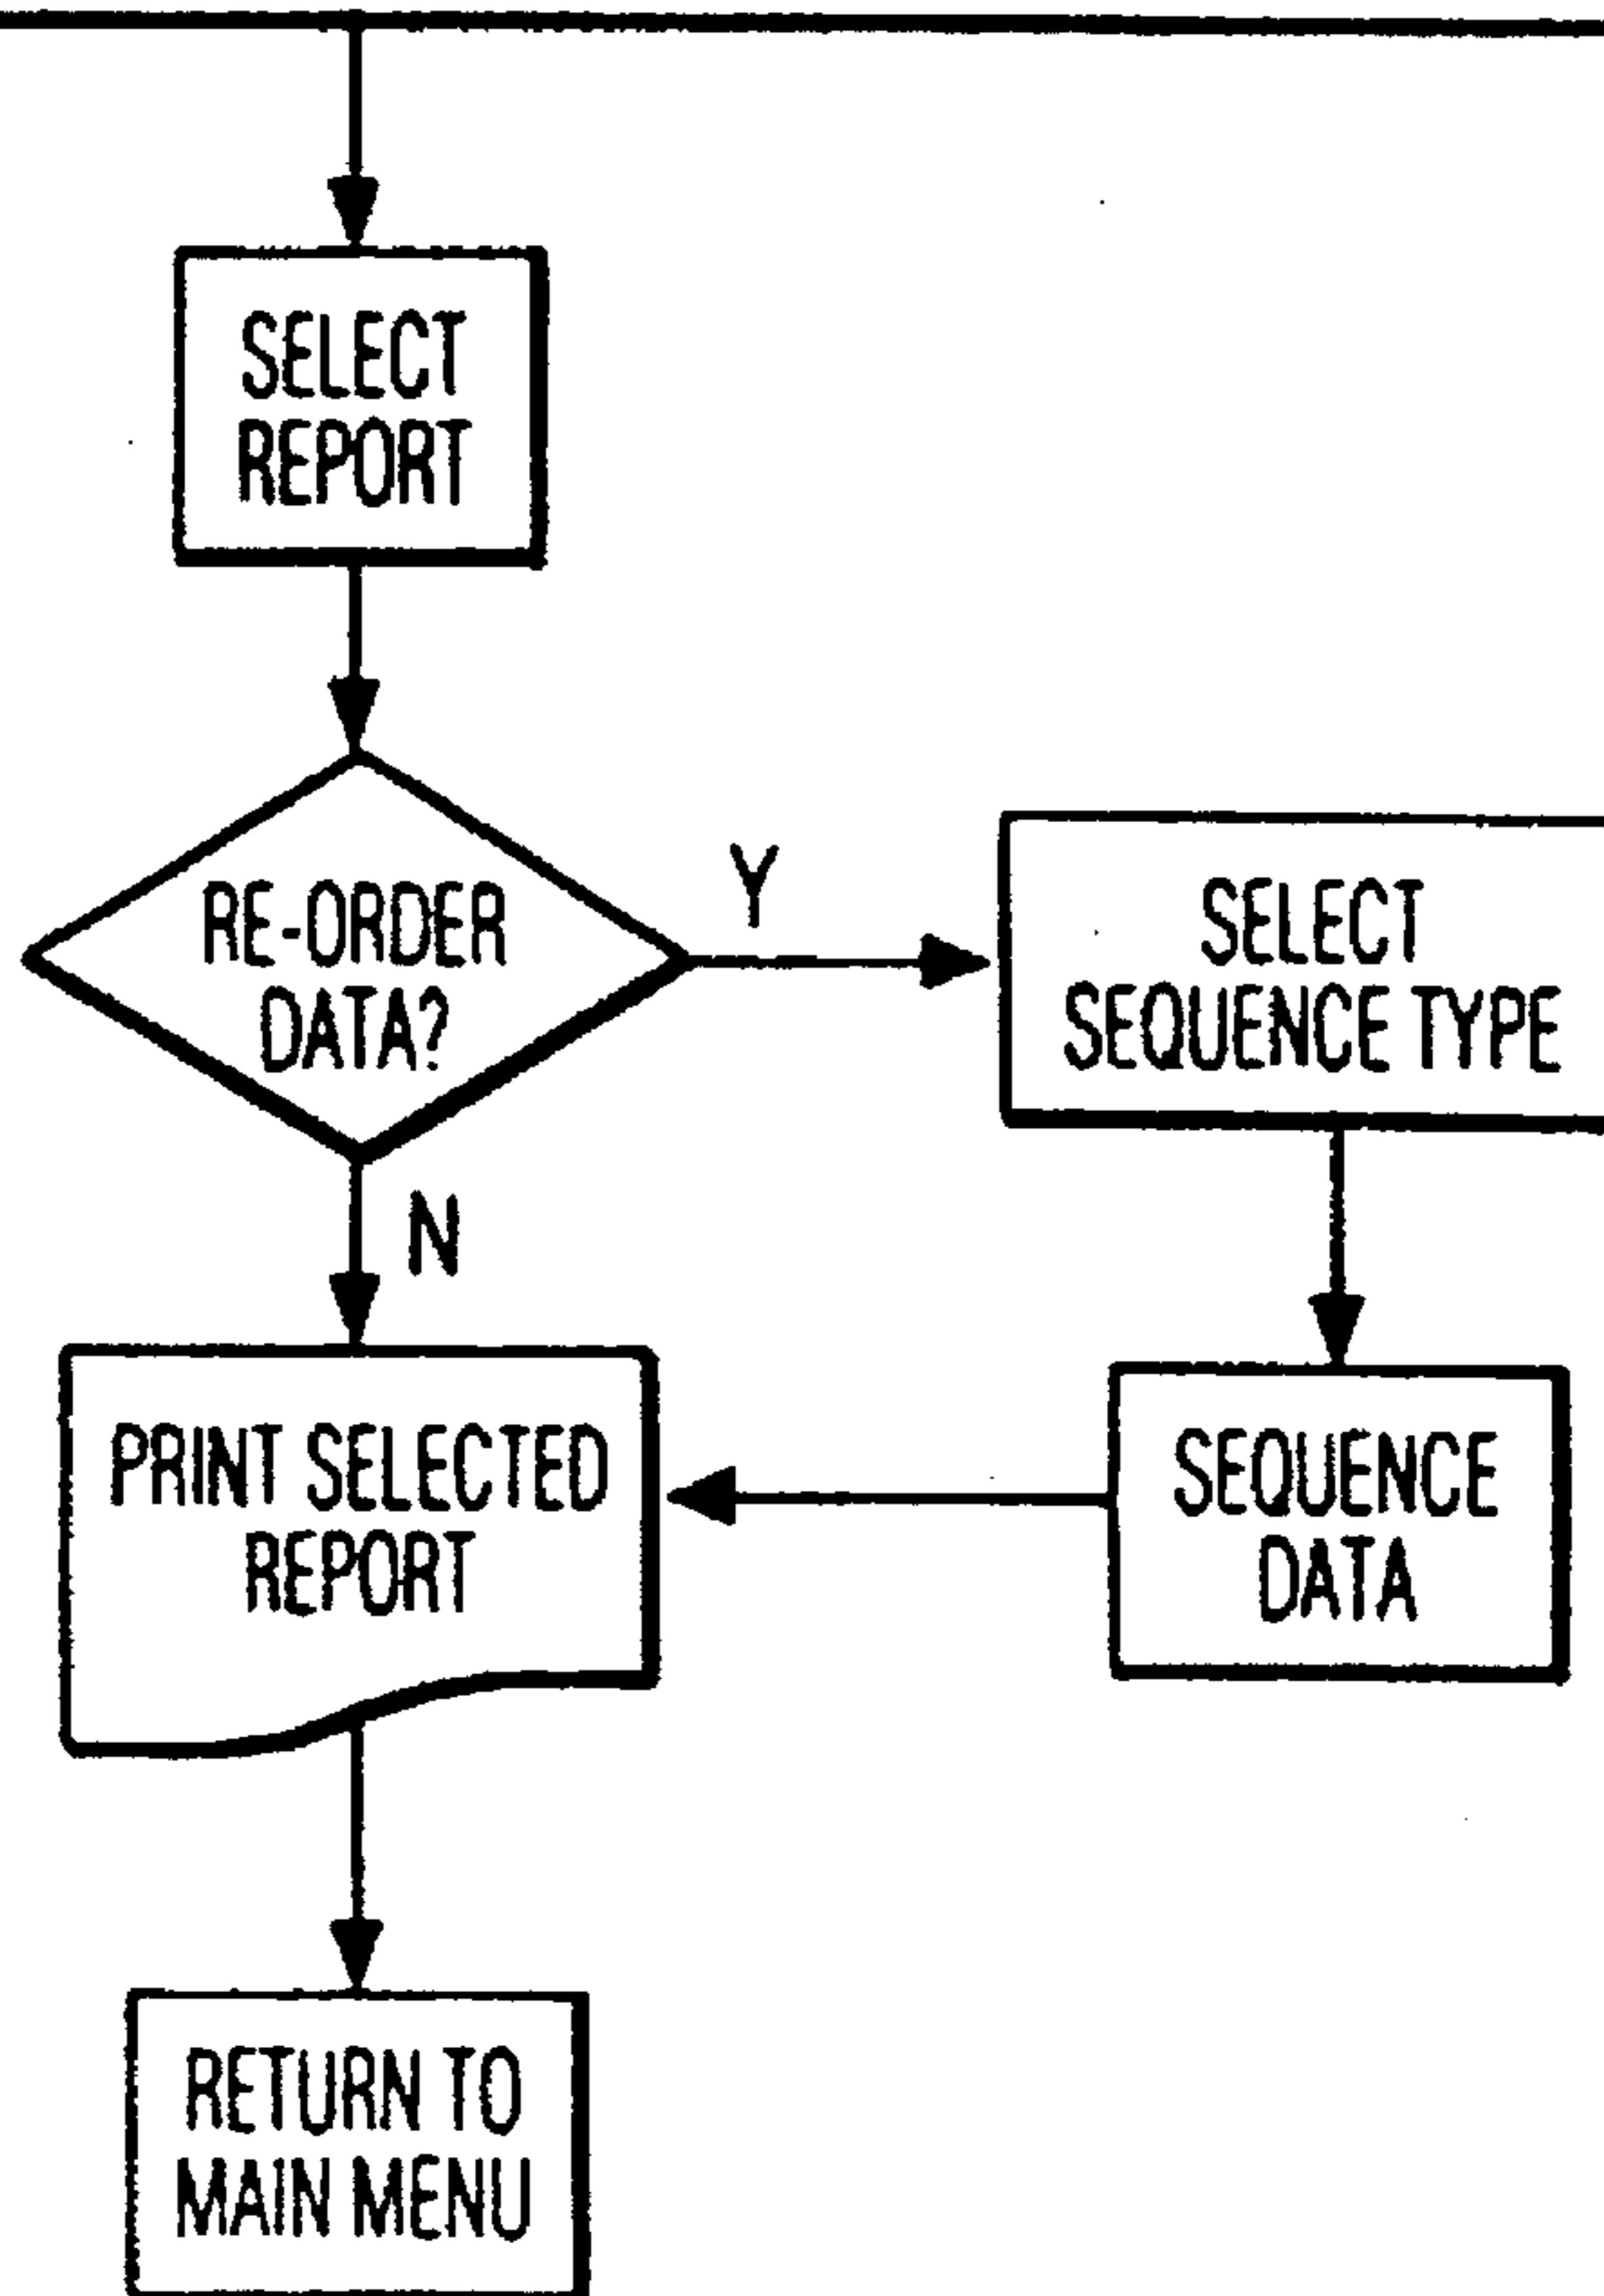 SELECT
REPORT
RE-ORDER
DATA?
Y
SELECT
SEQUENCE TYPE
N
PRINT SELECTED
REPORT
SEQUENCE
DATA
RETURN TO
MAIN MENU